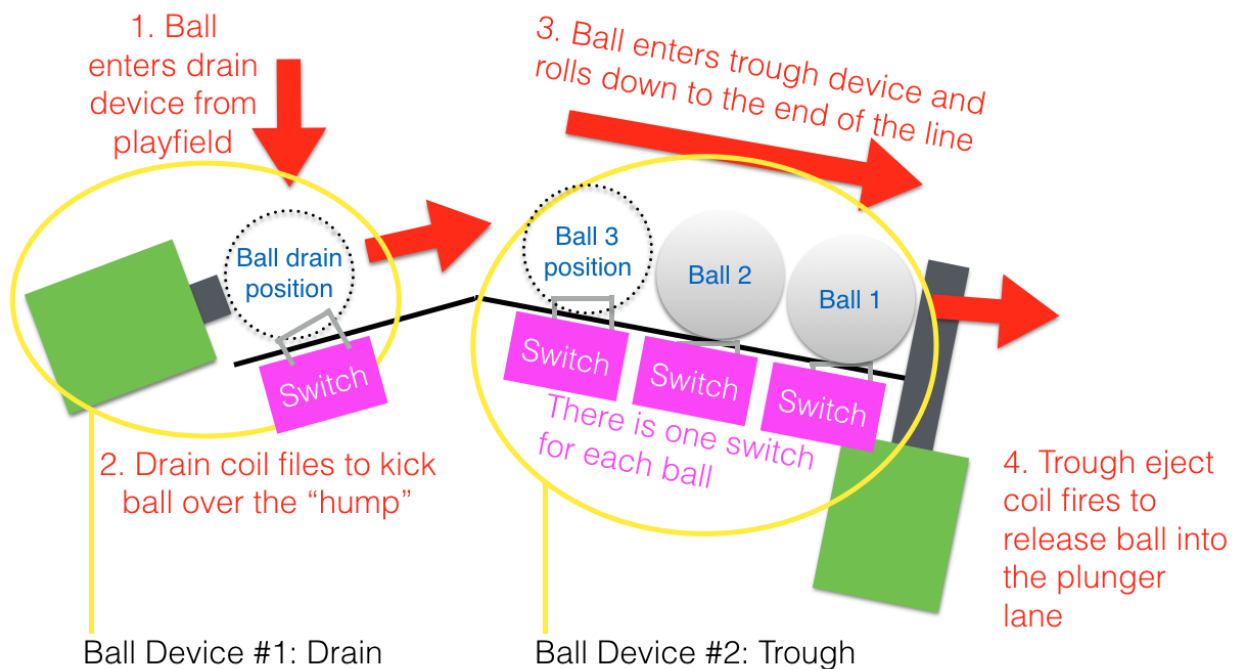 1. Ball
enters drain
device from
playfield
3. Ball enters trough device and
rolls down to the end of the line
Ball drain
position
Ball 3
position
Ball 2
Ball 1
Switch
Switch
Switch
Switch
There is one switch
for each ball
2. Drain coil files to kick
ball over the “hump”
4. Trough eject
coil fires to
release ball into
the plunger
lane
Ball Device #1: Drain
Ball Device #2: Trough